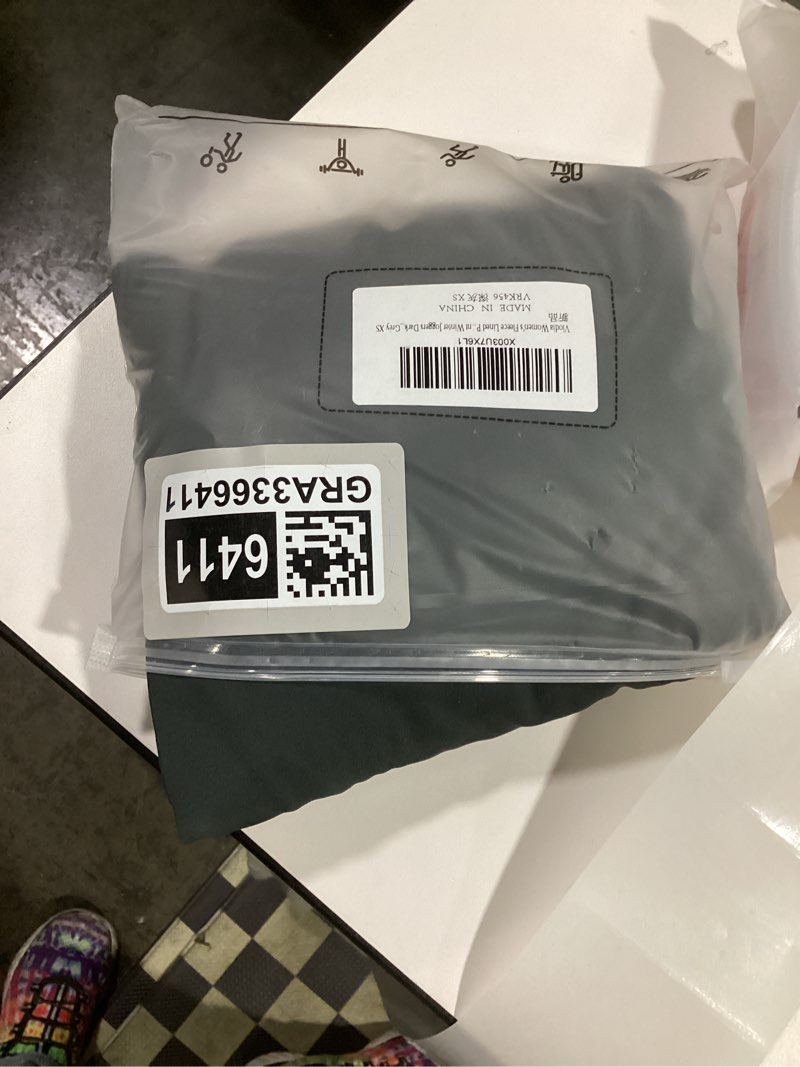 X003U7X6L1
Viodia Women's Fleece Lined P...nt Winter Joggers Dark_Grey XS
新品
MADE IN CHINA
VRK456 深灰 XS
GRA3366411
6411